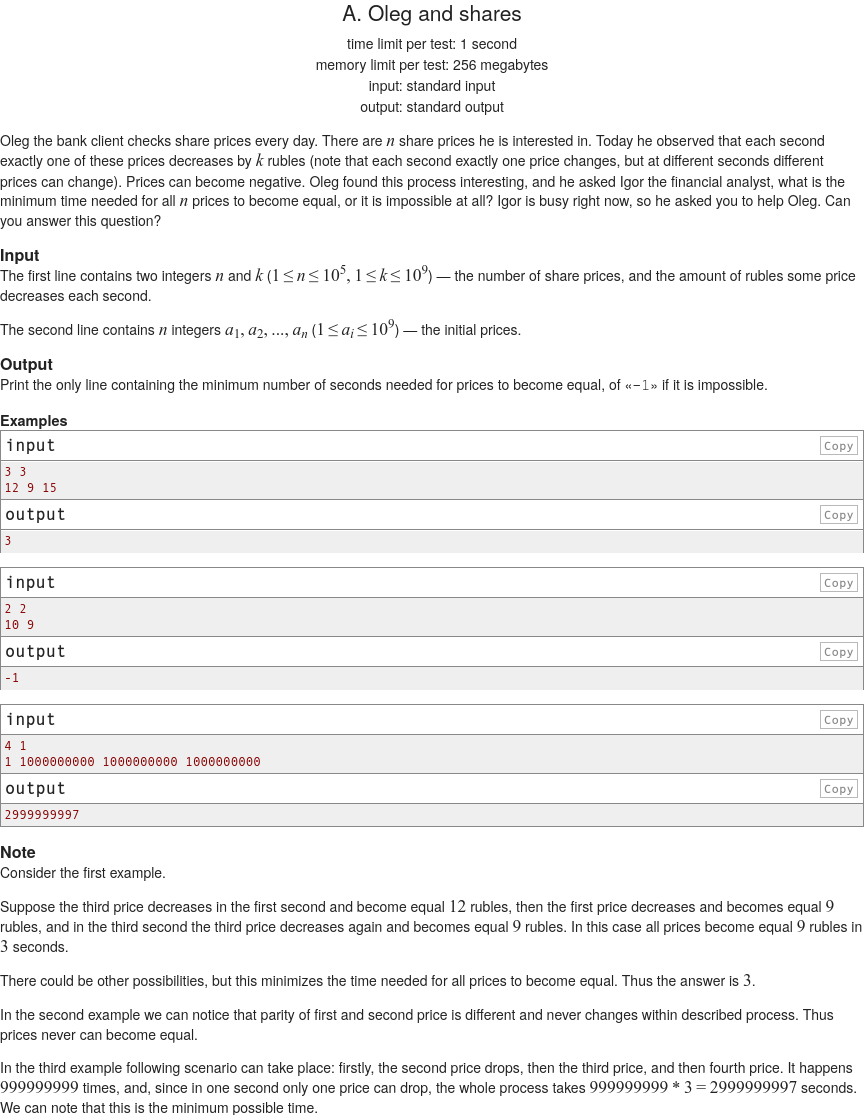 A. Oleg and shares
time limit per test: 1 second
memory limit per test: 256 megabytes
input: standard input
output: standard output
Oleg the bank client checks share prices every day. There are n share prices he is interested in. Today he observed that each second
exactly one of these prices decreases by k rubles (note that each second exactly one price changes, but at different seconds different
prices can change). Prices can become negative. Oleg found this process interesting, and he asked Igor the financial analyst, what is the
minimum time needed for all n prices to become equal, or it is impossible at all? Igor is busy right now, so he asked you to help Oleg. Can
you answer this question?
Input
The first line contains two integers n and k (1 ≤ n ≤ 10⁵, 1 ≤ k ≤ 10⁹) — the number of share prices, and the amount of rubles some price
decreases each second.
The second line contains n integers a₁, a₂, ..., aₙ (1 ≤ aᵢ ≤ 10⁹) — the initial prices.
Output
Print the only line containing the minimum number of seconds needed for prices to become equal, of «-1» if it is impossible.
Examples
input Copy
3 3
12 9 15
output Copy
3
input Copy
2 2
10 9
output Copy
-1
input Copy
4 1
1 1000000000 1000000000 1000000000
output Copy
2999999997
Note
Consider the first example.
Suppose the third price decreases in the first second and become equal 12 rubles, then the first price decreases and becomes equal 9
rubles, and in the third second the third price decreases again and becomes equal 9 rubles. In this case all prices become equal 9 rubles in
3 seconds.
There could be other possibilities, but this minimizes the time needed for all prices to become equal. Thus the answer is 3.
In the second example we can notice that parity of first and second price is different and never changes within described process. Thus
prices never can become equal.
In the third example following scenario can take place: firstly, the second price drops, then the third price, and then fourth price. It happens
999999999 times, and, since in one second only one price can drop, the whole process takes 999999999 * 3 = 2999999997 seconds.
We can note that this is the minimum possible time.